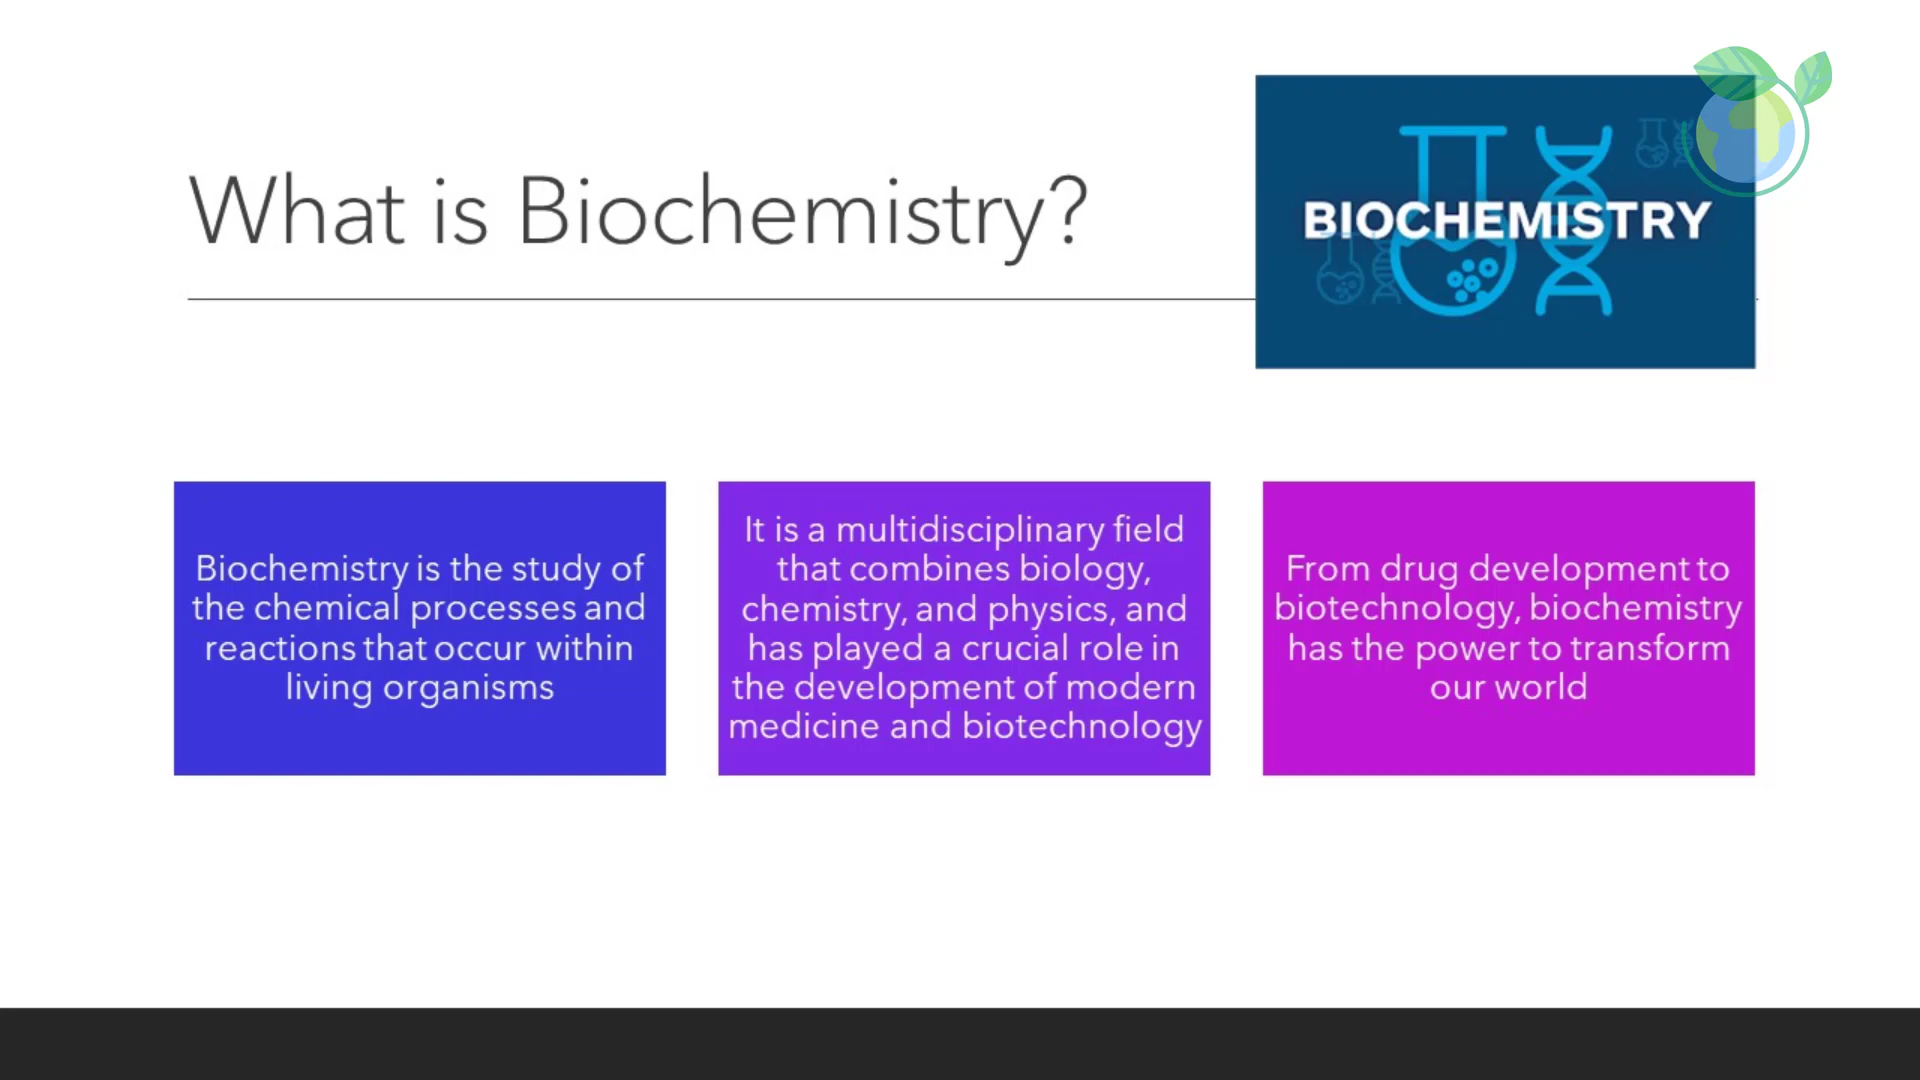 What is Biochemistry?
BIOCHEMISTRY
Biochemistry is the study of
the chemical processes and
reactions that occur within
living organisms
It is a multidisciplinary field
that combines biology,
chemistry, and physics, and
has played a crucial role in
the development of modern
medicine and biotechnology
From drug development to
biotechnology, biochemistry
has the power to transform
our world